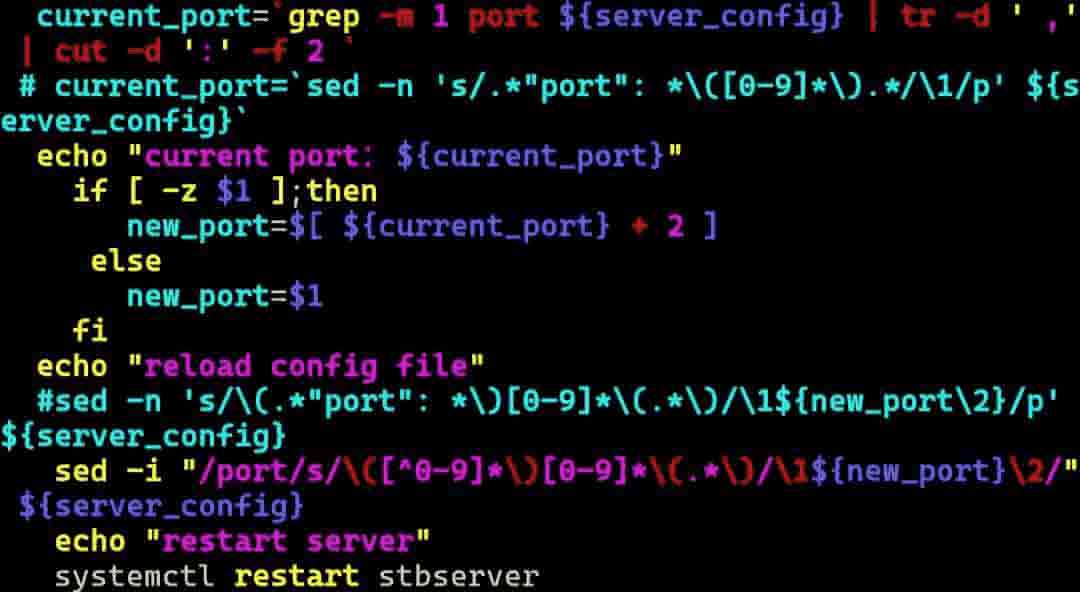 current_port=`grep -m 1 port ${server_config} | tr -d ' ,'
| cut -d ':' -f 2 `
# current_port=`sed -n 's/.*"port": *\([0-9]*\).*/\1/p' ${s
erver_config}`
echo "current port: ${current_port}"
if [ -z $1 ];then
new_port=$[ ${current_port} + 2 ]
else
new_port=$1
fi
echo "reload config file"
#sed -n 's/\(.*"port": *\)[0-9]*\(.*\)/\1${new_port\2}/p'
${server_config}
sed -i "/port/s/\([^0-9]*\)[0-9]*\(.*\)/\1${new_port}\2/"
${server_config}
echo "restart server"
systemctl restart stbserver